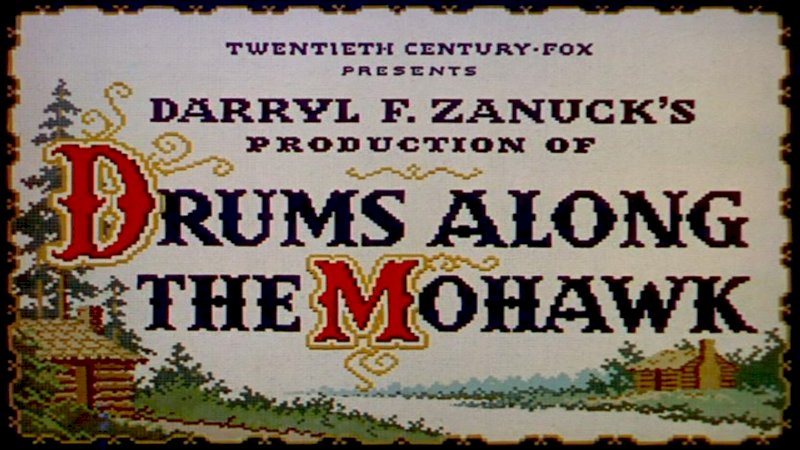 TWENTIETH CENTURY-FOX
PRESENTS
DARRYL F. ZANUCK'S
PRODUCTION OF
DRUMS ALONG
THE MOHAWK